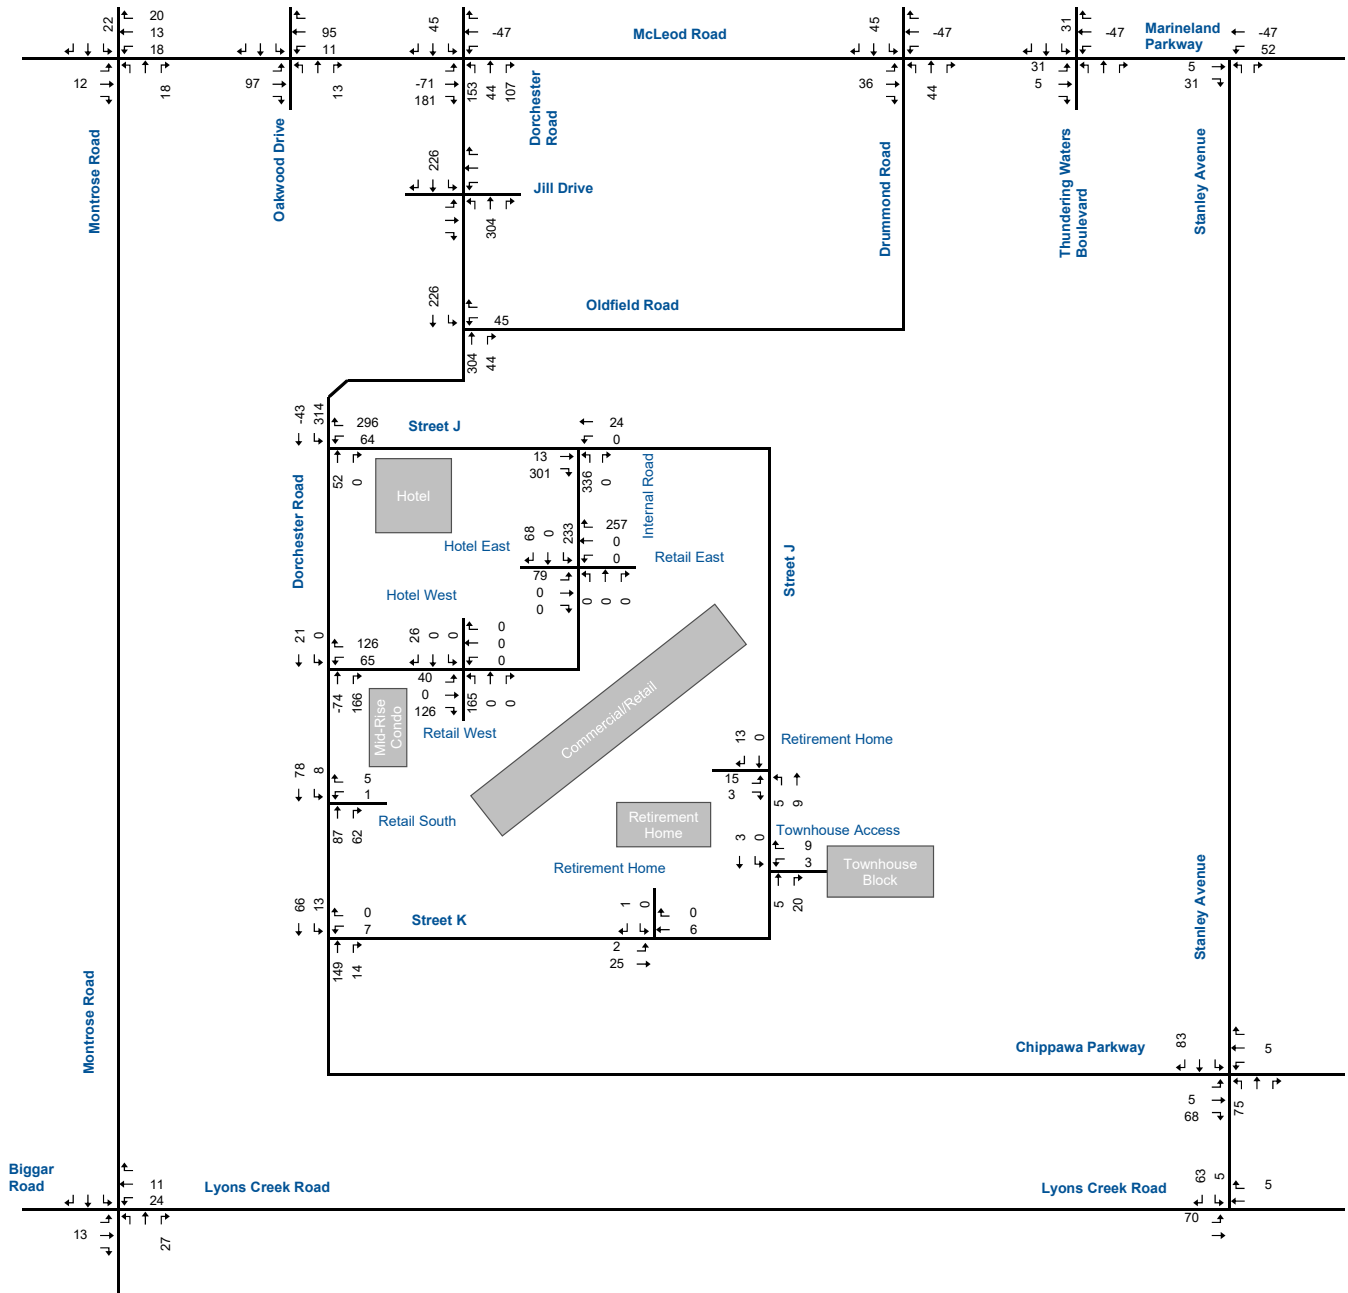 22 20 45 -47 45 -47 31 -47 -47
13 95 McLeod Road Marineland
Parkway
18 11 52
12 97 -71 36 31 5
181 5 31
18 13 153 44 107 44
Montrose Road
Oakwood Drive
Dorchester
Road
Drummond Road
Thundering Waters
Boulevard
Stanley Avenue
226
Jill Drive
304
226
Oldfield Road
45
304 44
-43 314
296
64
Street J
24
0
52 0
13
301
336 0
Internal Road
Hotel
Dorchester Road
Hotel East
68 0 233
257
0
0
Retail East
79
0
0
0 0 0
Street J
Hotel West
21 0
126
65
26 0 0
0
0
0
-74 166
40
0
126
165 0 0
Mid-Rise
Condo
Retail West
Commercial/Retail
13 0
Retirement Home
15
3
5 9
78 8
5
1
Retail South
87 62
Retirement
Home
3 0
Townhouse Access
9
3
Townhouse
Block
5 20
Retirement Home
66 13
0
7
Street K
1 0
0
6
149 14
2
25
Stanley Avenue
Montrose Road
Chippawa Parkway
83
5
5
68
75
Biggar
Road
11
24
Lyons Creek Road
13
27
Lyons Creek Road
63 5
5
70